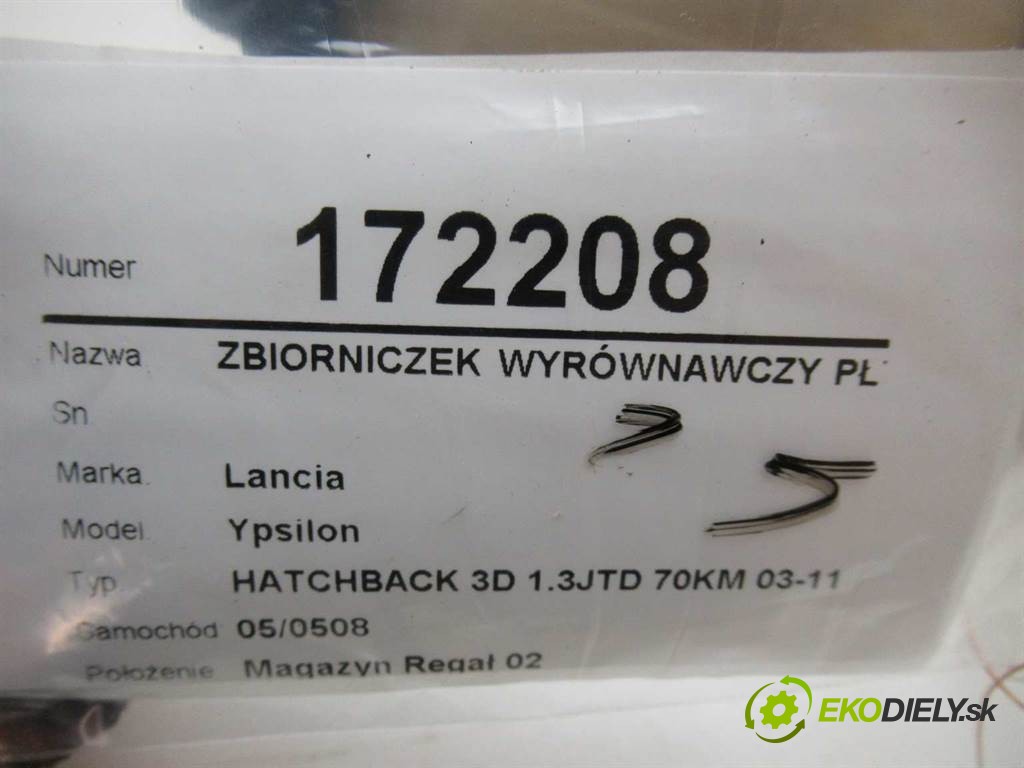 Numer 172208
Nazwa ZBIORNICZEK WYRÓWNAWCZY PŁ
Sn
Marka Lancia
Model Ypsilon
Typ HATCHBACK 3D 1.3JTD 70KM 03-11
Samochód 05/0508
Położenie Magazyn Regał 02
EKODIELY.sk